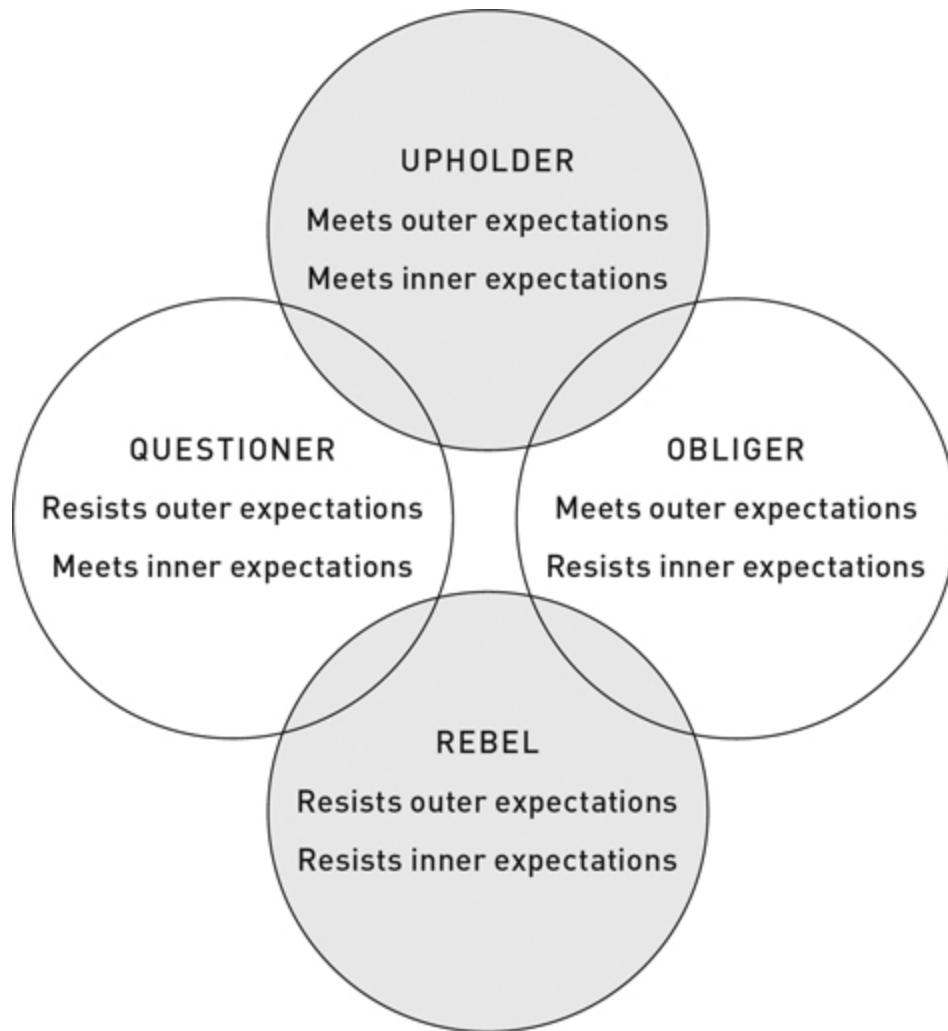 UPHOLDER
Meets outer expectations
Meets inner expectations
QUESTIONER
Resists outer expectations
Meets inner expectations
OBLIGER
Meets outer expectations
Resists inner expectations
REBEL
Resists outer expectations
Resists inner expectations